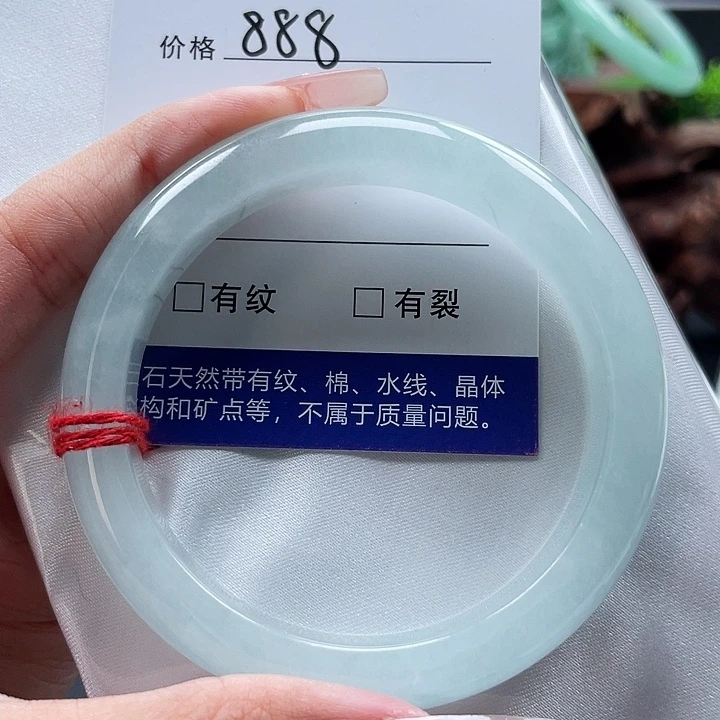 价格 888
□有纹 □有裂
石天然带有纹、棉、水线、晶体
构和矿点等，不属于质量问题。